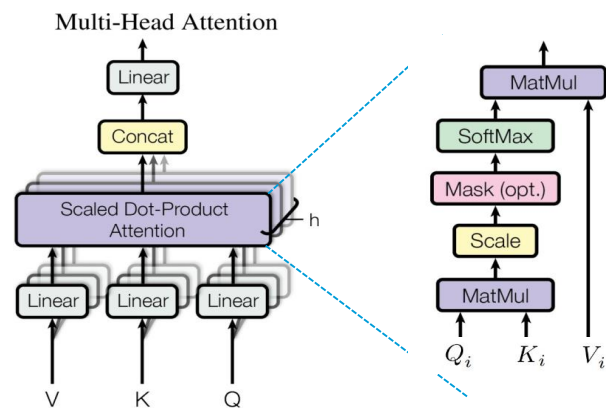 Multi-Head Attention
Linear
Concat
Scaled Dot-Product
Attention
h
Linear
Linear
Linear
V
K
Q
MatMul
SoftMax
Mask (opt.)
Scale
MatMul
Q_i
K_i
V_i